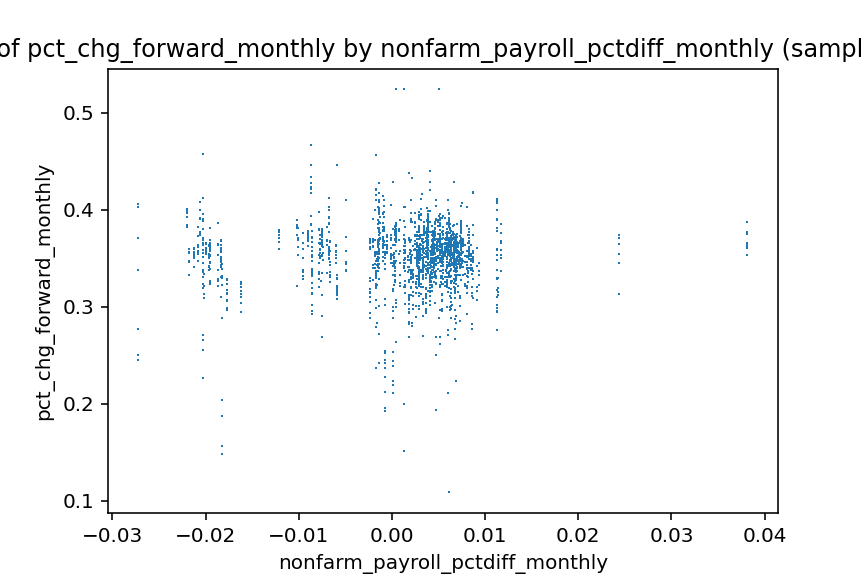 of pct_chg_forward_monthly by nonfarm_payroll_pctdiff_monthly (sampl
0.5
0.4
0.3
0.2
0.1
pct_chg_forward_monthly
−0.03 −0.02 −0.01 0.00 0.01 0.02 0.03 0.04
nonfarm_payroll_pctdiff_monthly